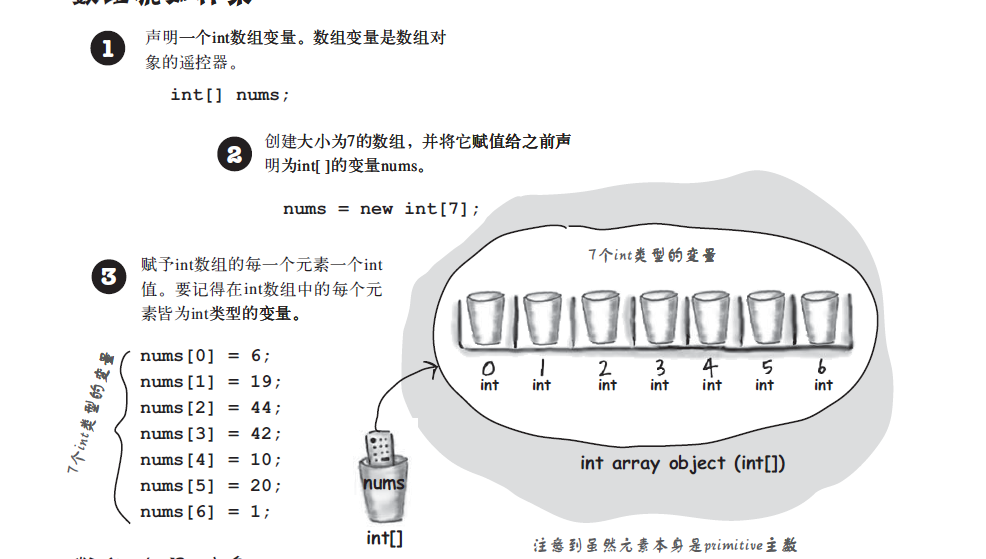 1
声明一个int数组变量。数组变量是数组对
象的遥控器。
int[] nums;
2
创建大小为7的数组，并将它赋值给之前声
明为int[ ]的变量nums。
nums = new int[7];
3
赋予int数组的每一个元素一个int
值。要记得在int数组中的每个元
素皆为int类型的变量。
7个int类型的变量
nums[0] = 6;
nums[1] = 19;
nums[2] = 44;
nums[3] = 42;
nums[4] = 10;
nums[5] = 20;
nums[6] = 1;
7个int类型的变量
0 1 2 3 4 5 6
int int int int int int int
int array object (int[])
nums
int[]
注意到虽然元素本身是primitive主数